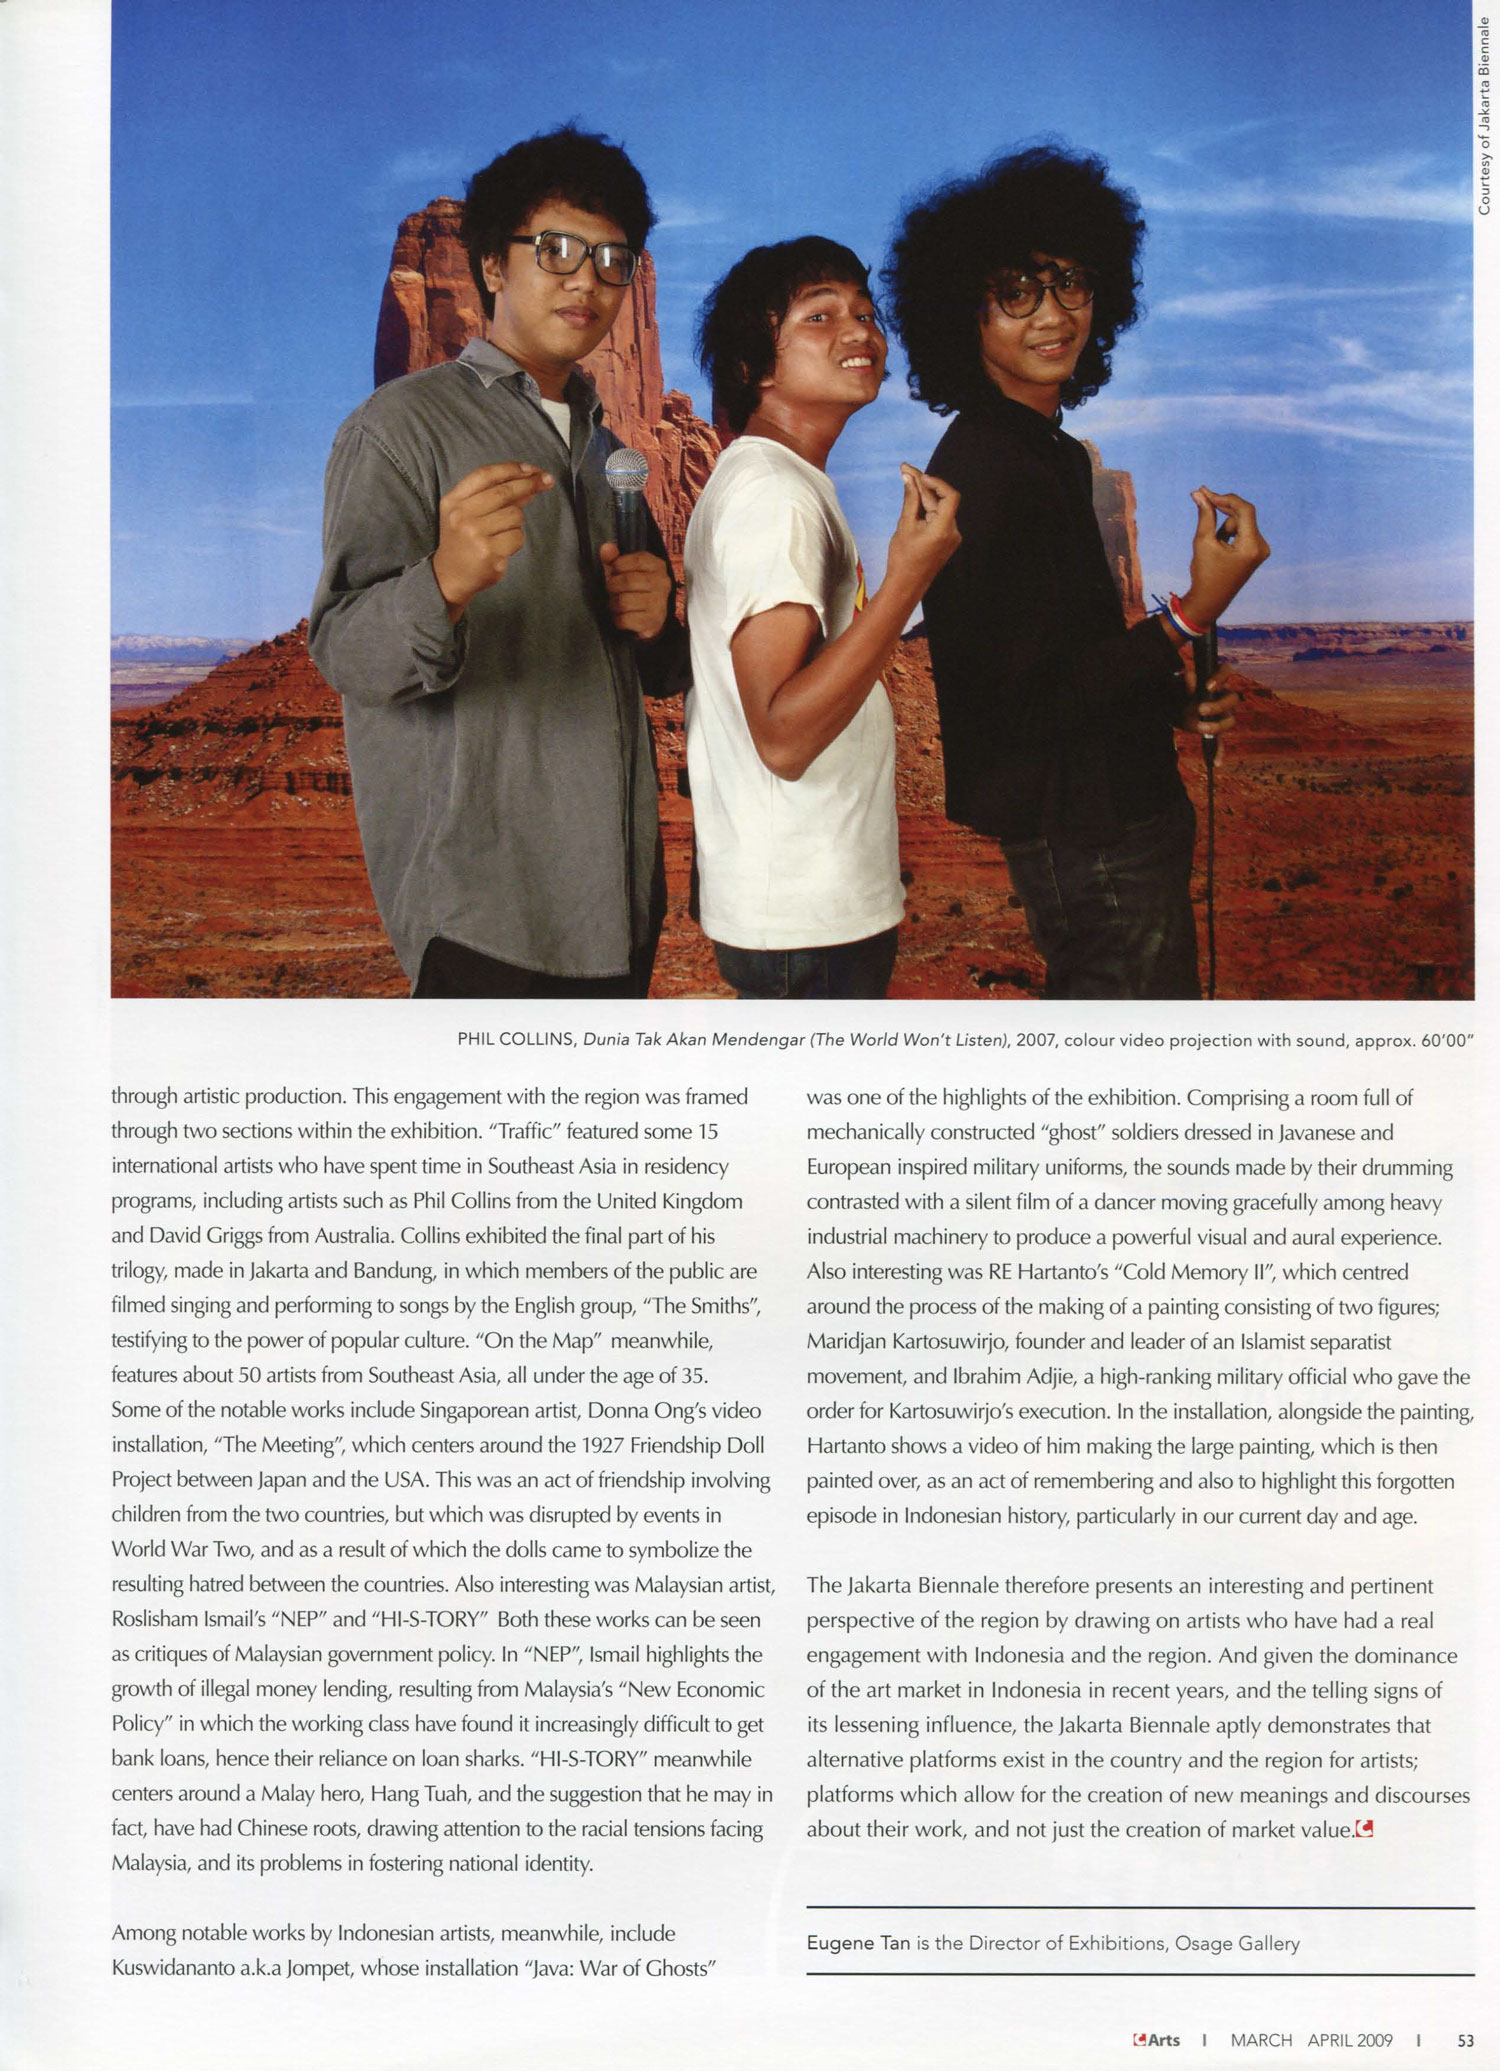 Courtesy of Jakarta Biennale
PHIL COLLINS, Dunia Tak Akan Mendengar (The World Won't Listen), 2007, colour video projection with sound, approx. 60'00"
through artistic production. This engagement with the region was framed
through two sections within the exhibition. "Traffic" featured some 15
international artists who have spent time in Southeast Asia in residency
programs, including artists such as Phil Collins from the United Kingdom
and David Griggs from Australia. Collins exhibited the final part of his
trilogy, made in Jakarta and Bandung, in which members of the public are
filmed singing and performing to songs by the English group, "The Smiths",
testifying to the power of popular culture. "On the Map" meanwhile,
features about 50 artists from Southeast Asia, all under the age of 35.
Some of the notable works include Singaporean artist, Donna Ong's video
installation, "The Meeting", which centers around the 1927 Friendship Doll
Project between Japan and the USA. This was an act of friendship involving
children from the two countries, but which was disrupted by events in
World War Two, and as a result of which the dolls came to symbolize the
resulting hatred between the countries. Also interesting was Malaysian artist,
Roslisham Ismail's "NEP" and "HI-S-TORY" Both these works can be seen
as critiques of Malaysian government policy. In "NEP", Ismail highlights the
growth of illegal money lending, resulting from Malaysia's "New Economic
Policy" in which the working class have found it increasingly difficult to get
bank loans, hence their reliance on loan sharks. "HI-S-TORY" meanwhile
centers around a Malay hero, Hang Tuah, and the suggestion that he may in
fact, have had Chinese roots, drawing attention to the racial tensions facing
Malaysia, and its problems in fostering national identity.
Among notable works by Indonesian artists, meanwhile, include
Kuswidananto a.k.a Jompet, whose installation "Java: War of Ghosts"
was one of the highlights of the exhibition. Comprising a room full of
mechanically constructed "ghost" soldiers dressed in Javanese and
European inspired military uniforms, the sounds made by their drumming
contrasted with a silent film of a dancer moving gracefully among heavy
industrial machinery to produce a powerful visual and aural experience.
Also interesting was RE Hartanto's "Cold Memory II", which centred
around the process of the making of a painting consisting of two figures;
Maridjan Kartosuwirjo, founder and leader of an Islamist separatist
movement, and Ibrahim Adjie, a high-ranking military official who gave the
order for Kartosuwirjo's execution. In the installation, alongside the painting,
Hartanto shows a video of him making the large painting, which is then
painted over, as an act of remembering and also to highlight this forgotten
episode in Indonesian history, particularly in our current day and age.
The Jakarta Biennale therefore presents an interesting and pertinent
perspective of the region by drawing on artists who have had a real
engagement with Indonesia and the region. And given the dominance
of the art market in Indonesia in recent years, and the telling signs of
its lessening influence, the Jakarta Biennale aptly demonstrates that
alternative platforms exist in the country and the region for artists;
platforms which allow for the creation of new meanings and discourses
about their work, and not just the creation of market value.
Eugene Tan is the Director of Exhibitions, Osage Gallery
C Arts I MARCH APRIL 2009 I 53